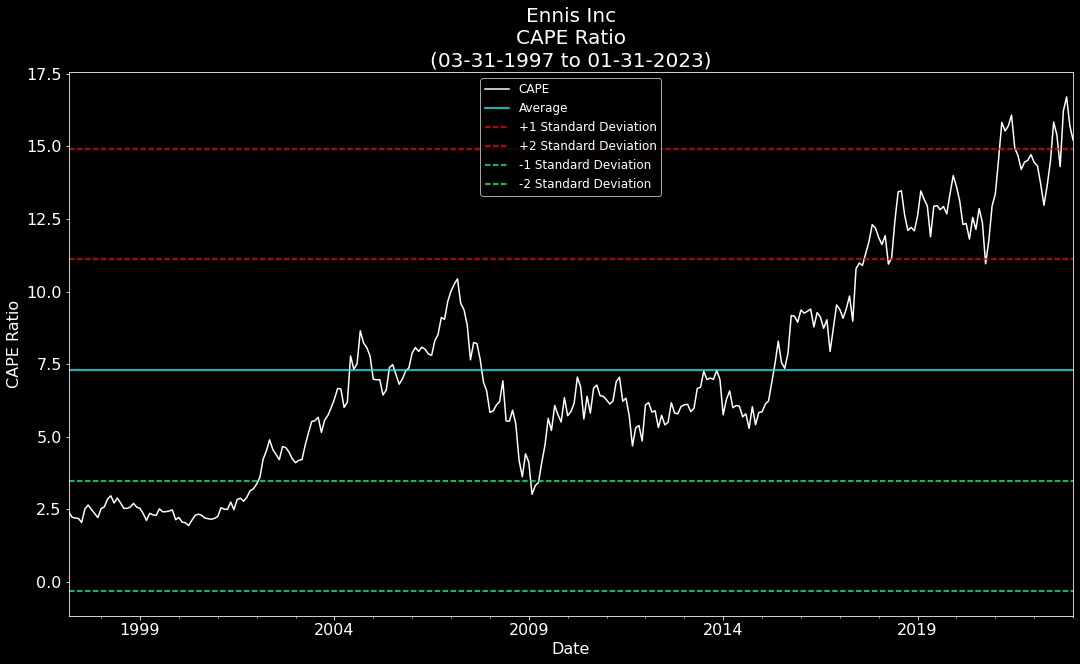 Ennis Inc
CAPE Ratio
(03-31-1997 to 01-31-2023)
CAPE
Average
+1 Standard Deviation
+2 Standard Deviation
-1 Standard Deviation
-2 Standard Deviation
17.5
15.0
12.5
10.0
7.5
5.0
2.5
0.0
CAPE Ratio
1999 2004 2009 2014 2019
Date